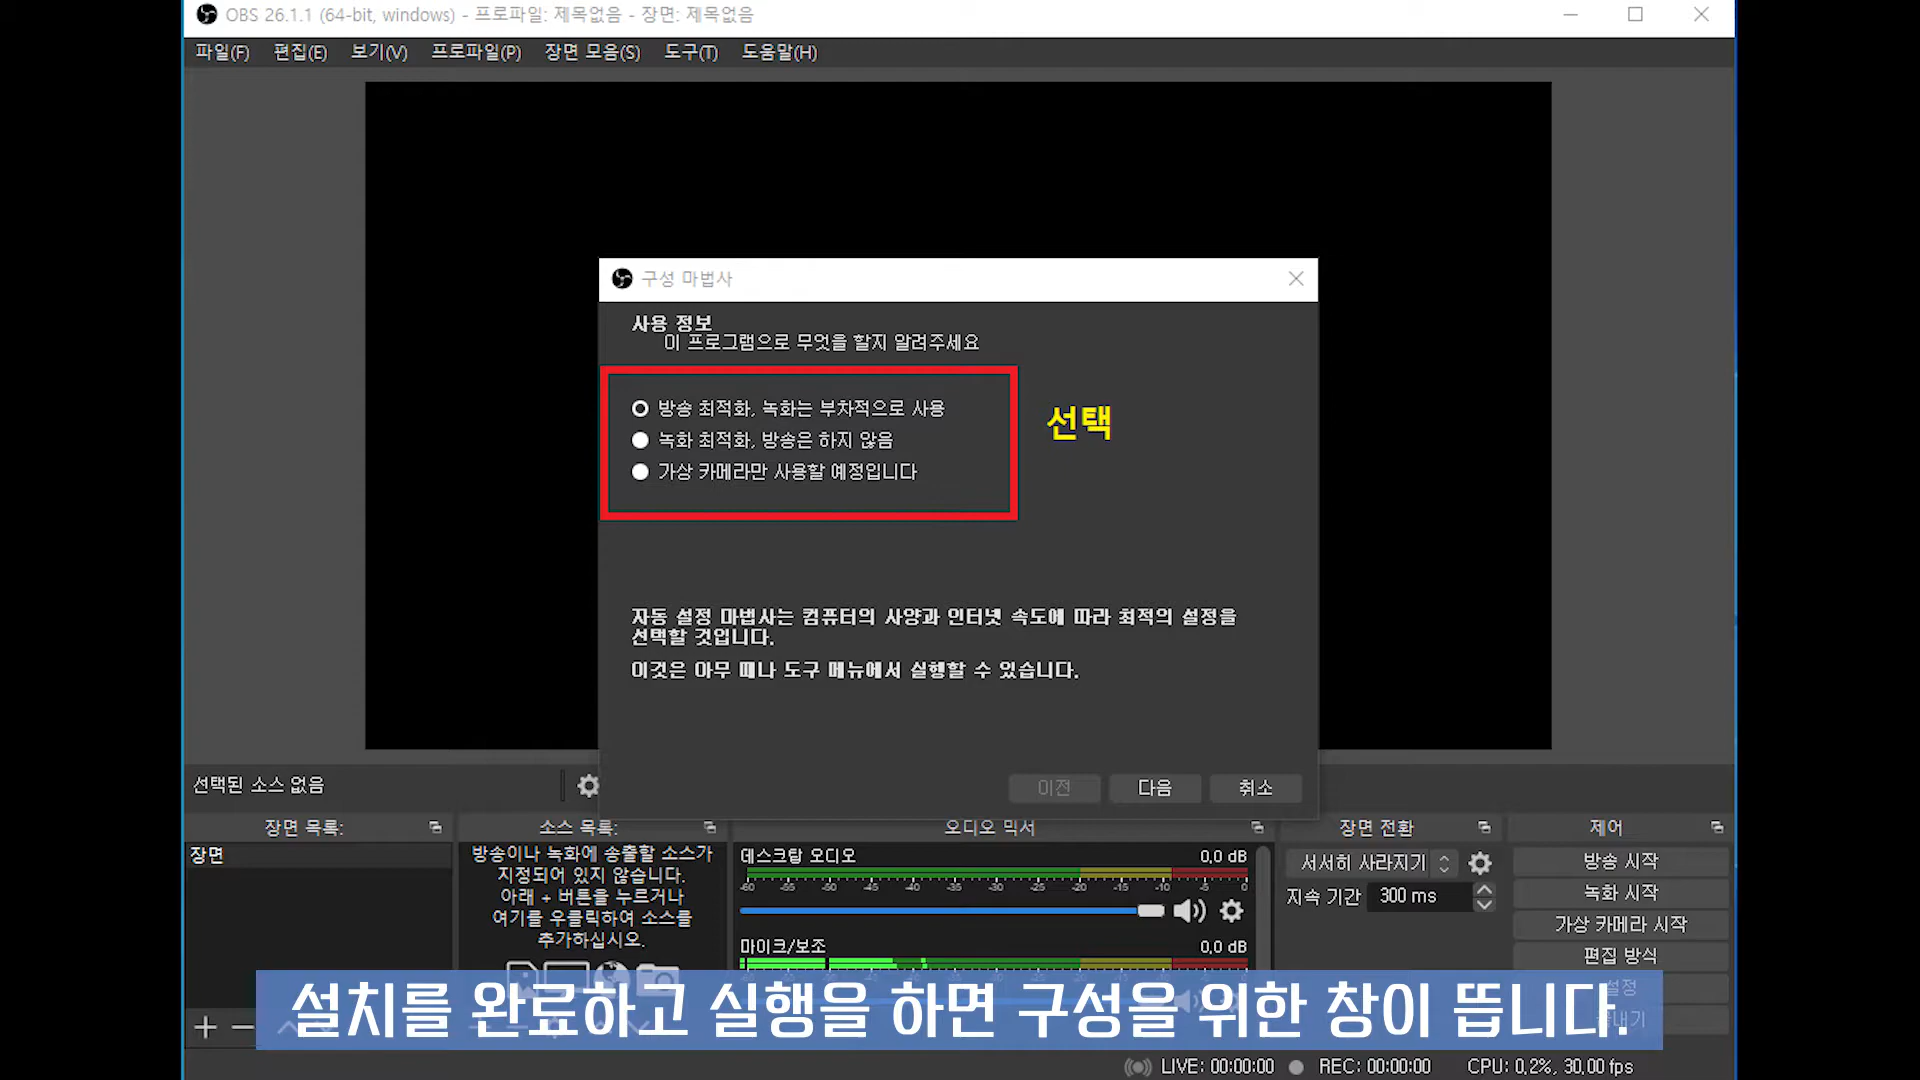 OBS 26.1.1 (64-bit, windows) - 프로파일: 제목없음 - 장면: 제목없음
파일(F) 편집(E) 보기(V) 프로파일(P) 장면 모음(S) 도구(T) 도움말(H)
구성 마법사
사용 정보
이 프로그램으로 무엇을 할지 알려주세요
방송 최적화, 녹화는 부차적으로 사용
녹화 최적화, 방송은 하지 않음
가상 카메라만 사용할 예정입니다
선택
자동 설정 마법사는 컴퓨터의 사양과 인터넷 속도에 따라 최적의 설정을
선택할 것입니다.
이것은 아무 때나 도구 메뉴에서 실행할 수 있습니다.
이전 다음 취소
선택된 소스 없음
장면 목록: 소스 목록: 오디오 믹서 장면 전환 제어
장면
방송이나 녹화에 송출할 소스가
지정되어 있지 않습니다.
아래 + 버튼을 누르거나
여기를 우클릭하여 소스를
추가하십시오.
데스크탑 오디오 0.0 dB
-60 -55 -50 -45 -40 -35 -30 -25 -20 -15 -10 -5 0
마이크/보조 0.0 dB
서서히 사라지기
지속 기간 300 ms
방송 시작
녹화 시작
가상 카메라 시작
편집 방식
설정
설치를 완료하고 실행을 하면 구성을 위한 창이 뜹니다.
LIVE: 00:00:00 REC: 00:00:00 CPU: 0.2%, 30.00 fps